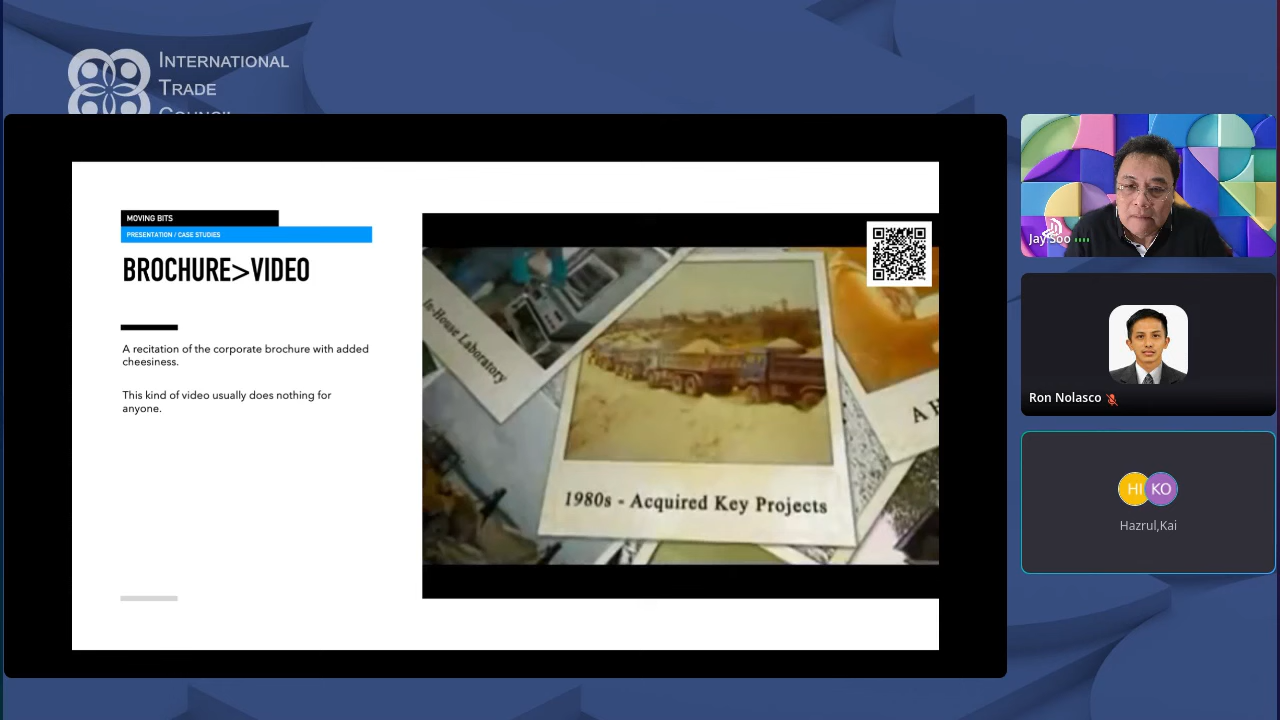 INTERNATIONAL
TRADE
COUNCIL
MOVING BITS
PRESENTATION / CASE STUDIES
BROCHURE>VIDEO
A recitation of the corporate brochure with added
cheesiness.
This kind of video usually does nothing for
anyone.
In-House Laboratory
1980s - Acquired Key Projects
A H
Jay Soo
Ron Nolasco
HI
KO
Hazrul,Kai